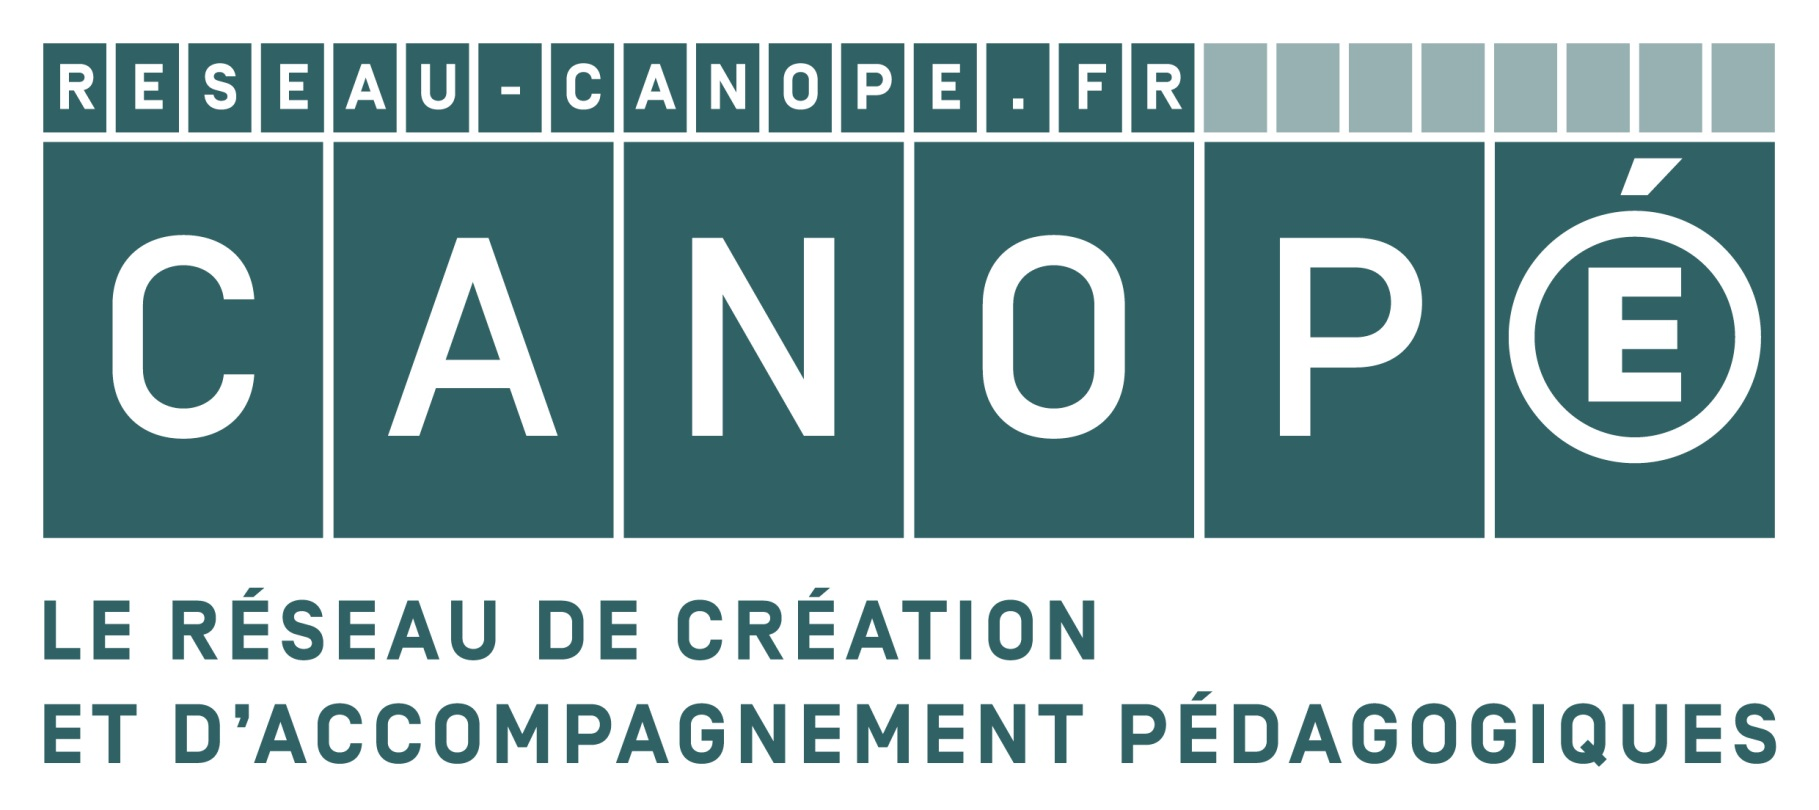 RESEAU-CANOPE.FR
CANOPÉ
LE RÉSEAU DE CRÉATION
ET D’ACCOMPAGNEMENT PÉDAGOGIQUES